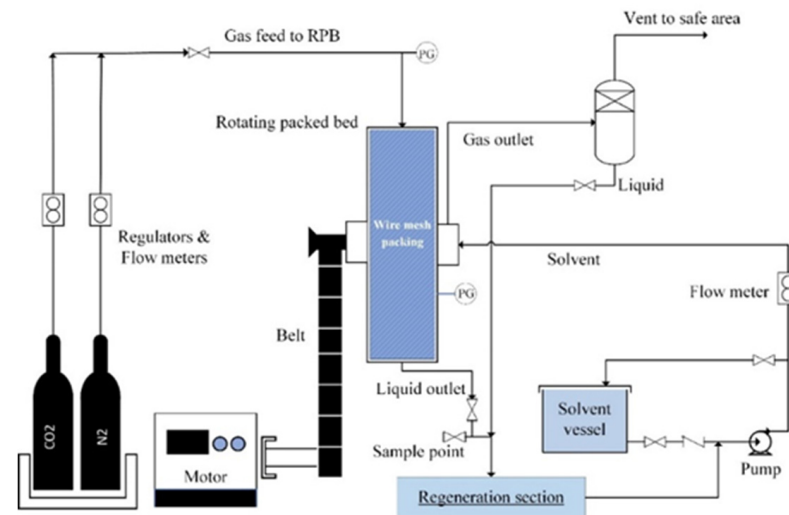 Vent to safe area
Gas feed to RPB
PG
Rotating packed bed
Gas outlet
Liquid
Wire mesh
packing
Regulators &
Flow meters
Solvent
Flow meter
PG
Belt
Liquid outlet
Solvent
vessel
CO2
N2
Sample point
Motor
Pump
Regeneration section